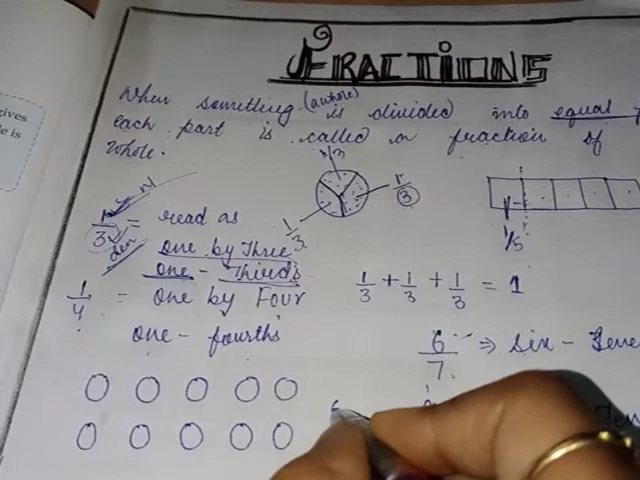 FRACTIONS
When something (a whole) is divided into equal
each part is called a fraction of
whole.
1/3
1/3 = read as
one by Three
one - Thirds
1/3
1/3
1/5
1/4 = one by Four
one - fourths
1/3 + 1/3 + 1/3 = 1
6/7 ⇒ Six -